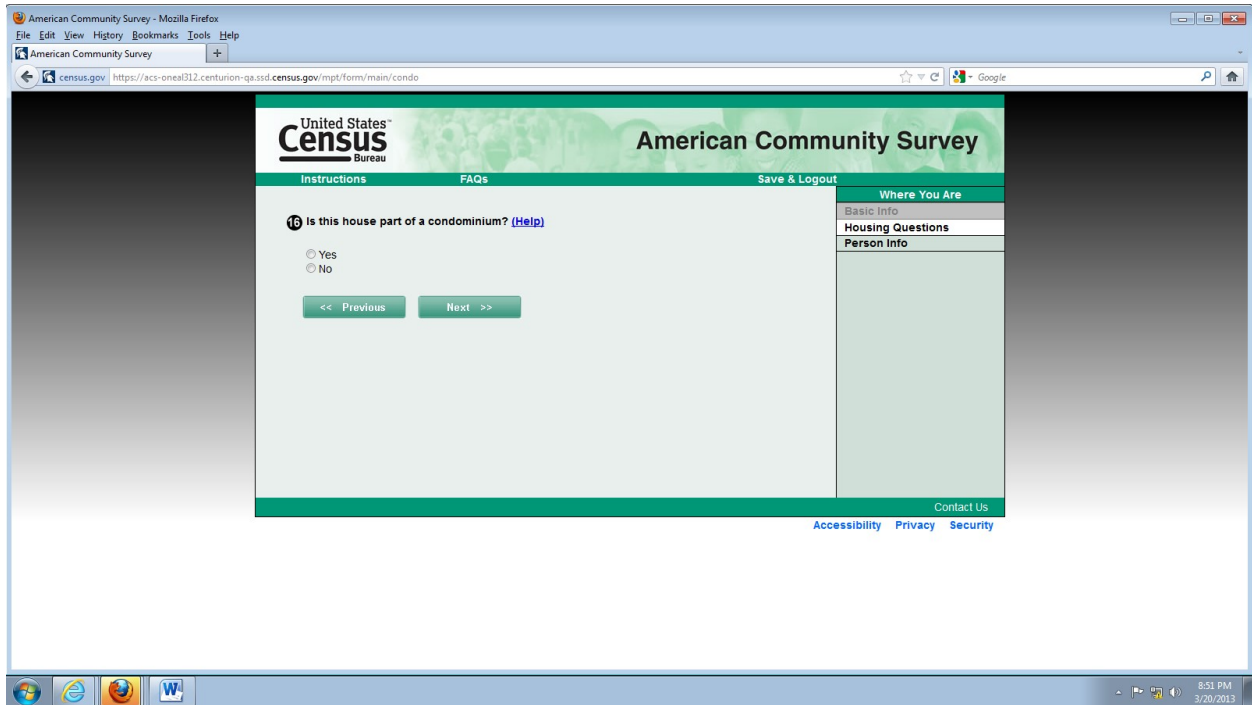 American Community Survey - Mozilla Firefox
File Edit View History Bookmarks Tools Help
American Community Survey +
census.gov https://acs-oneal312.centurion-qa.ssd.census.gov/mpt/form/main/condo Google
United States™
Census
Bureau
American Community Survey
Instructions FAQs Save & Logout
Where You Are
Basic Info
Housing Questions
Person Info
16 Is this house part of a condominium? (Help)
Yes
No
<< Previous Next >>
Contact Us
Accessibility Privacy Security
W
8:51 PM
3/20/2013